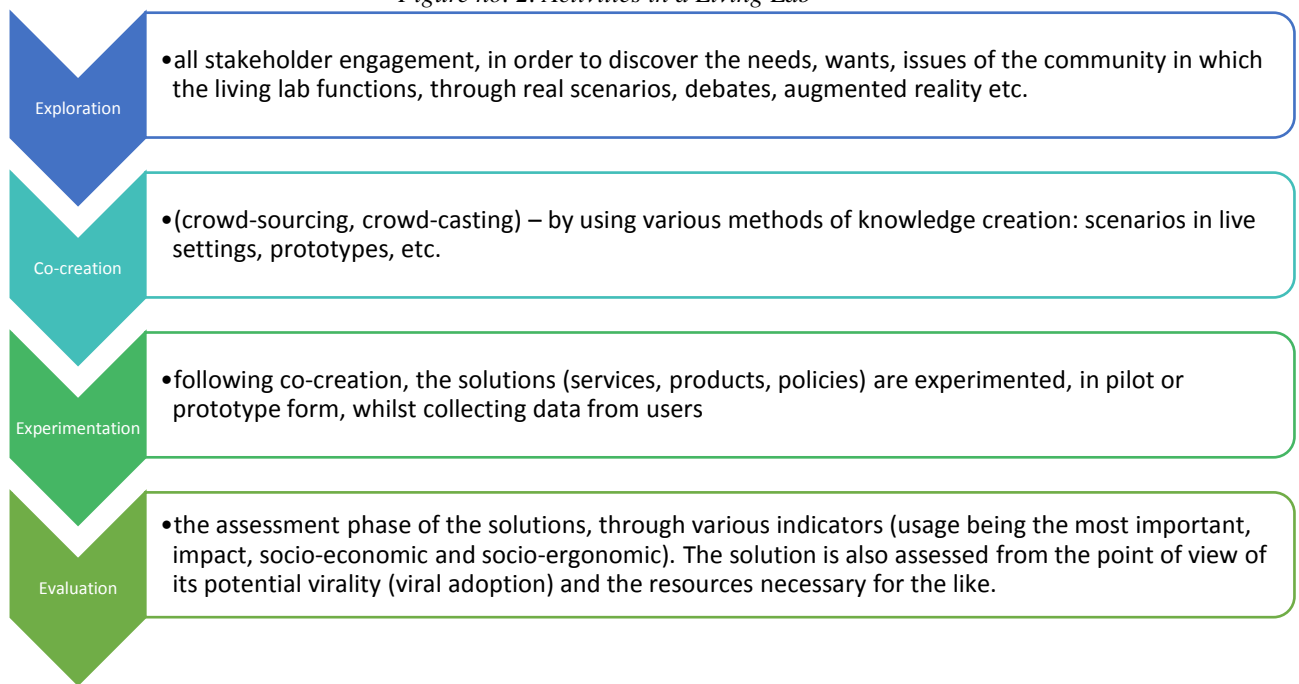 Figure no. 2. Activities in a Living Lab
Exploration
•all stakeholder engagement, in order to discover the needs, wants, issues of the community in which
the living lab functions, through real scenarios, debates, augmented reality etc.
Co-creation
•(crowd-sourcing, crowd-casting) – by using various methods of knowledge creation: scenarios in live
settings, prototypes, etc.
Experimentation
•following co-creation, the solutions (services, products, policies) are experimented, in pilot or
prototype form, whilst collecting data from users
Evaluation
•the assessment phase of the solutions, through various indicators (usage being the most important,
impact, socio-economic and socio-ergonomic). The solution is also assessed from the point of view of
its potential virality (viral adoption) and the resources necessary for the like.